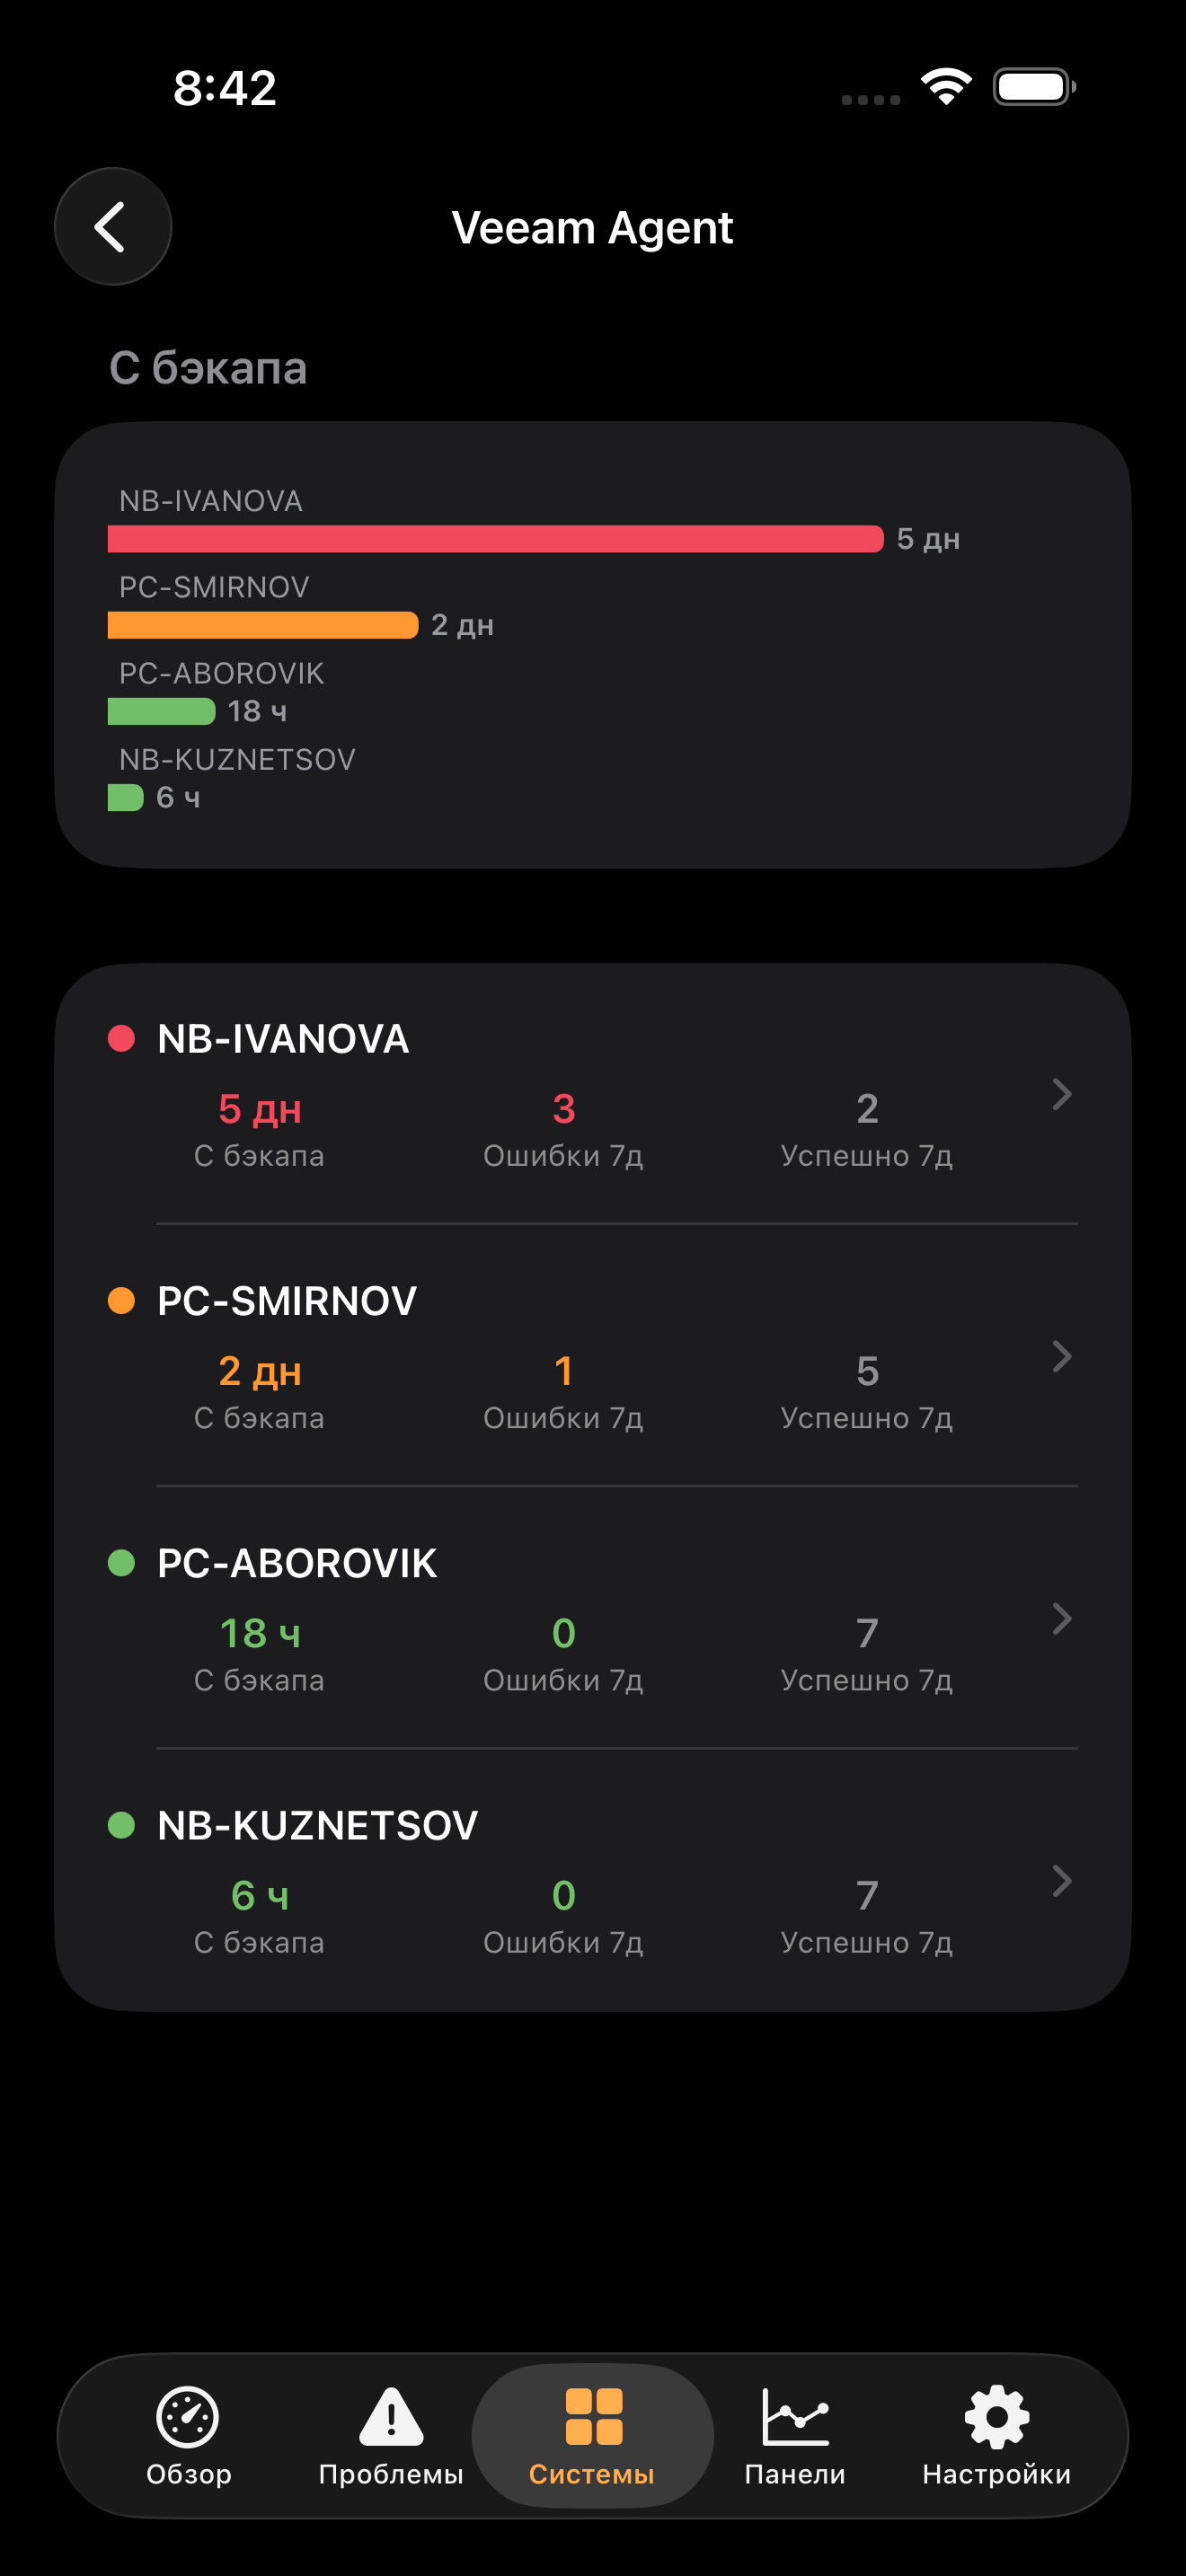 8:42
Veeam Agent
С бэкапа
NB-IVANOVA
5 дн
PC-SMIRNOV
2 дн
PC-ABOROVIK
18 ч
NB-KUZNETSOV
6 ч
NB-IVANOVA
5 дн 3 2
С бэкапа Ошибки 7д Успешно 7д
PC-SMIRNOV
2 дн 1 5
С бэкапа Ошибки 7д Успешно 7д
PC-ABOROVIK
18 ч 0 7
С бэкапа Ошибки 7д Успешно 7д
NB-KUZNETSOV
6 ч 0 7
С бэкапа Ошибки 7д Успешно 7д
Обзор Проблемы Системы Панели Настройки